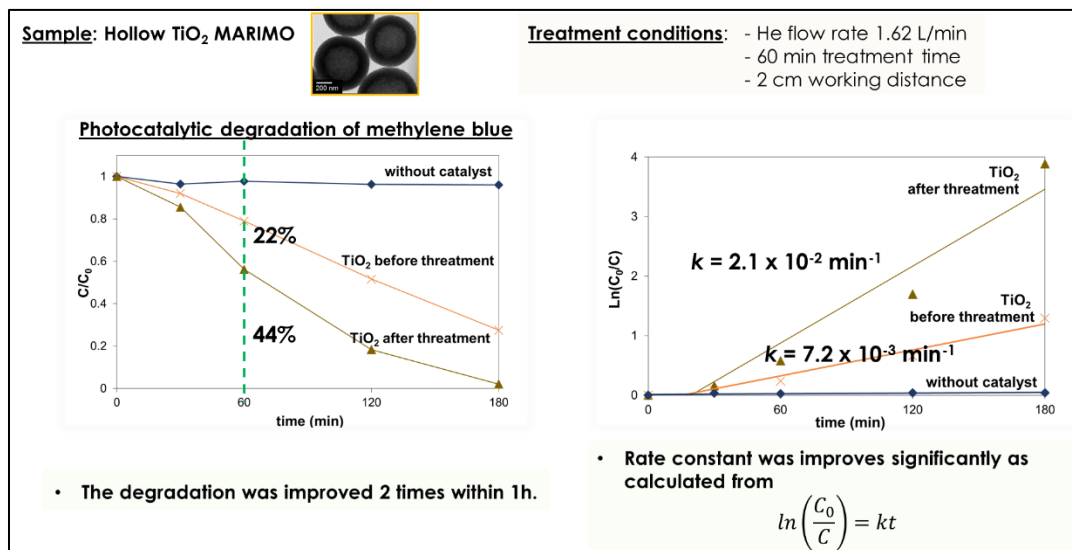 Sample: Hollow TiO₂ MARIMO
200 nm
Treatment conditions: - He flow rate 1.62 L/min
- 60 min treatment time
- 2 cm working distance
Photocatalytic degradation of methylene blue
C/C₀
1
0.8
0.6
0.4
0.2
0
0
60
120
180
time (min)
without catalyst
22%
TiO₂ before threatment
44%
TiO₂ after threatment
Ln(C₀/C)
4
3
2
1
0
0
60
120
180
time (min)
TiO₂
after threatment
k = 2.1 x 10⁻² min⁻¹
TiO₂
before threatment
k = 7.2 x 10⁻³ min⁻¹
without catalyst
• The degradation was improved 2 times within 1h.
• Rate constant was improves significantly as
calculated from
ln(C₀/C) = kt